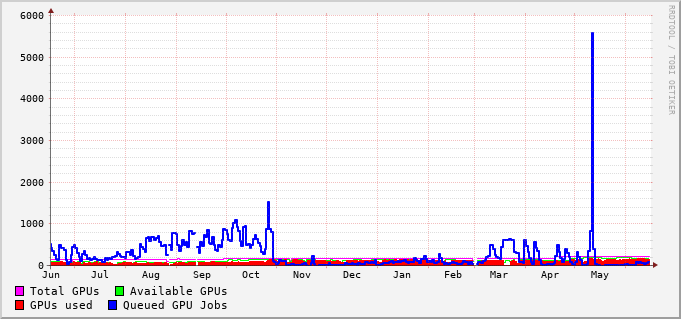 6000
5000
4000
3000
2000
1000
0
Jun Jul Aug Sep Oct Nov Dec Jan Feb Mar Apr May
Total GPUs Available GPUs
GPUs used Queued GPU Jobs
RRDTOOL / TOBI OETIKER